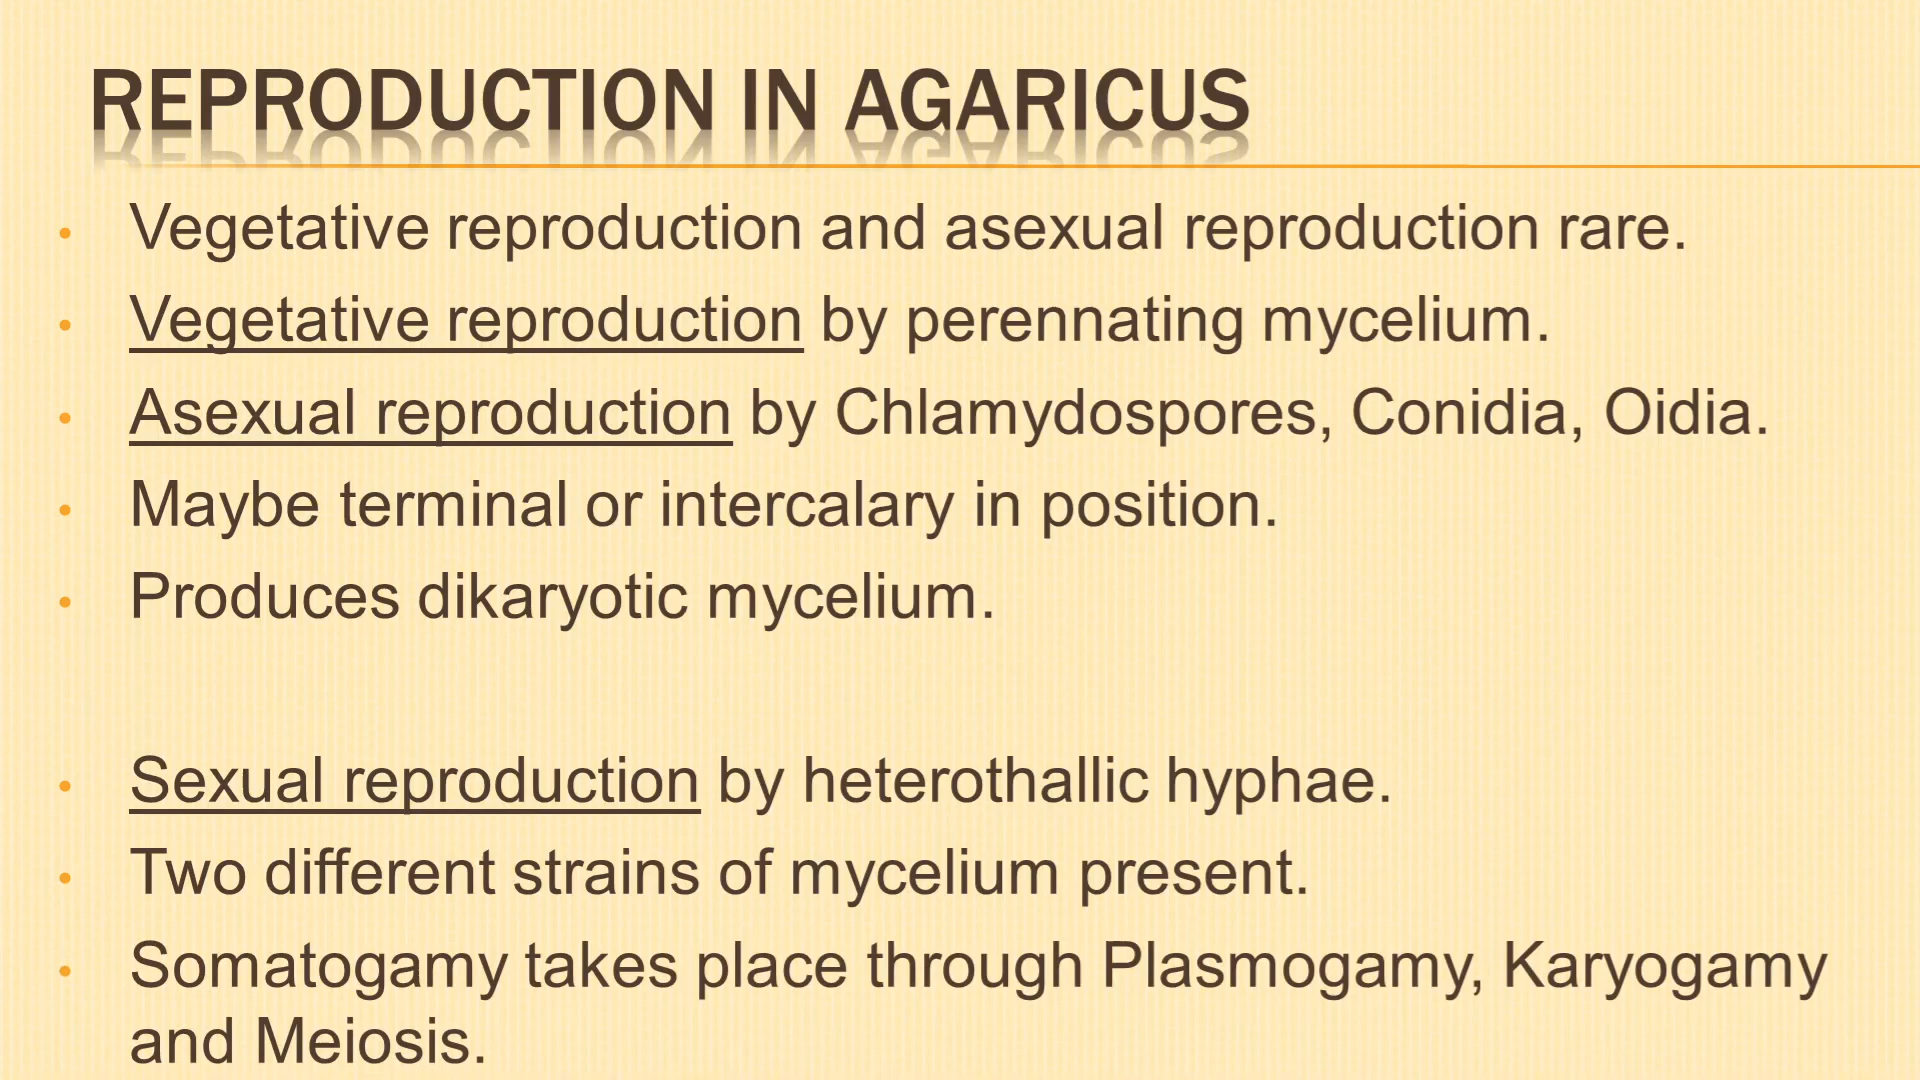 REPRODUCTION IN AGARICUS
• Vegetative reproduction and asexual reproduction rare.
• Vegetative reproduction by perennating mycelium.
• Asexual reproduction by Chlamydospores, Conidia, Oidia.
• Maybe terminal or intercalary in position.
• Produces dikaryotic mycelium.
• Sexual reproduction by heterothallic hyphae.
• Two different strains of mycelium present.
• Somatogamy takes place through Plasmogamy, Karyogamy
and Meiosis.